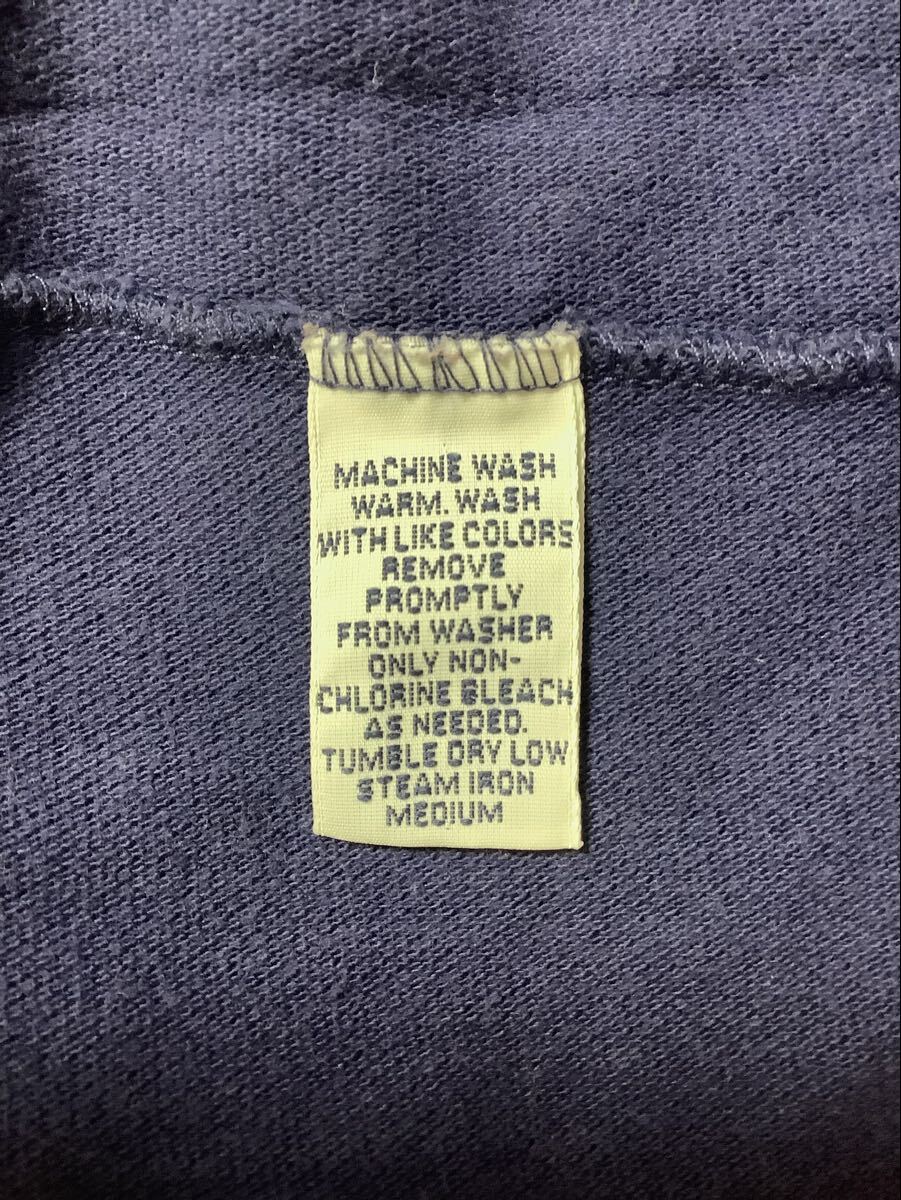 MACHINE WASH
WARM. WASH
WITH LIKE COLORS
REMOVE
PROMPTLY
FROM WASHER
ONLY NON-
CHLORINE BLEACH
AS NEEDED.
TUMBLE DRY LOW
STEAM IRON
MEDIUM